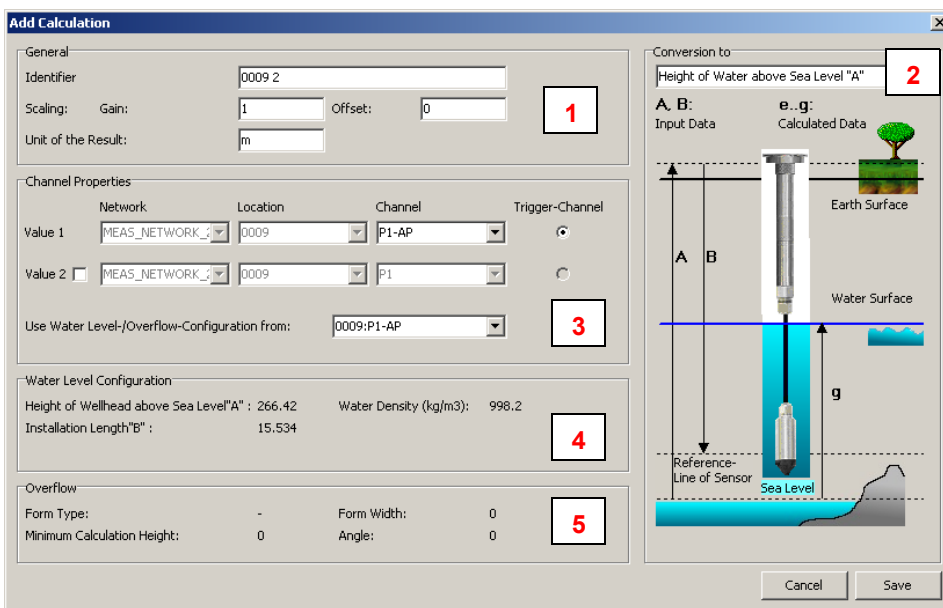 Add Calculation
General
Identifier 0009 2
Scaling: Gain: 1 Offset: 0
Unit of the Result: m
1
Channel Properties
Network Location Channel Trigger-Channel
Value 1 MEAS_NETWORK_2 0009 P1-AP
Value 2 MEAS_NETWORK_2 0009 P1
Use Water Level-/Overflow-Configuration from: 0009:P1-AP
3
Water Level Configuration
Height of Wellhead above Sea Level"A" : 266.42 Water Density (kg/m3): 998.2
Installation Length"B" : 15.534
4
Overflow
Form Type: - Form Width: 0
Minimum Calculation Height: 0 Angle: 0
5
Conversion to
Height of Water above Sea Level "A"
2
A, B: e..g:
Input Data Calculated Data
Earth Surface
A B
Water Surface
g
Reference-
Line of Sensor
Sea Level
Cancel Save